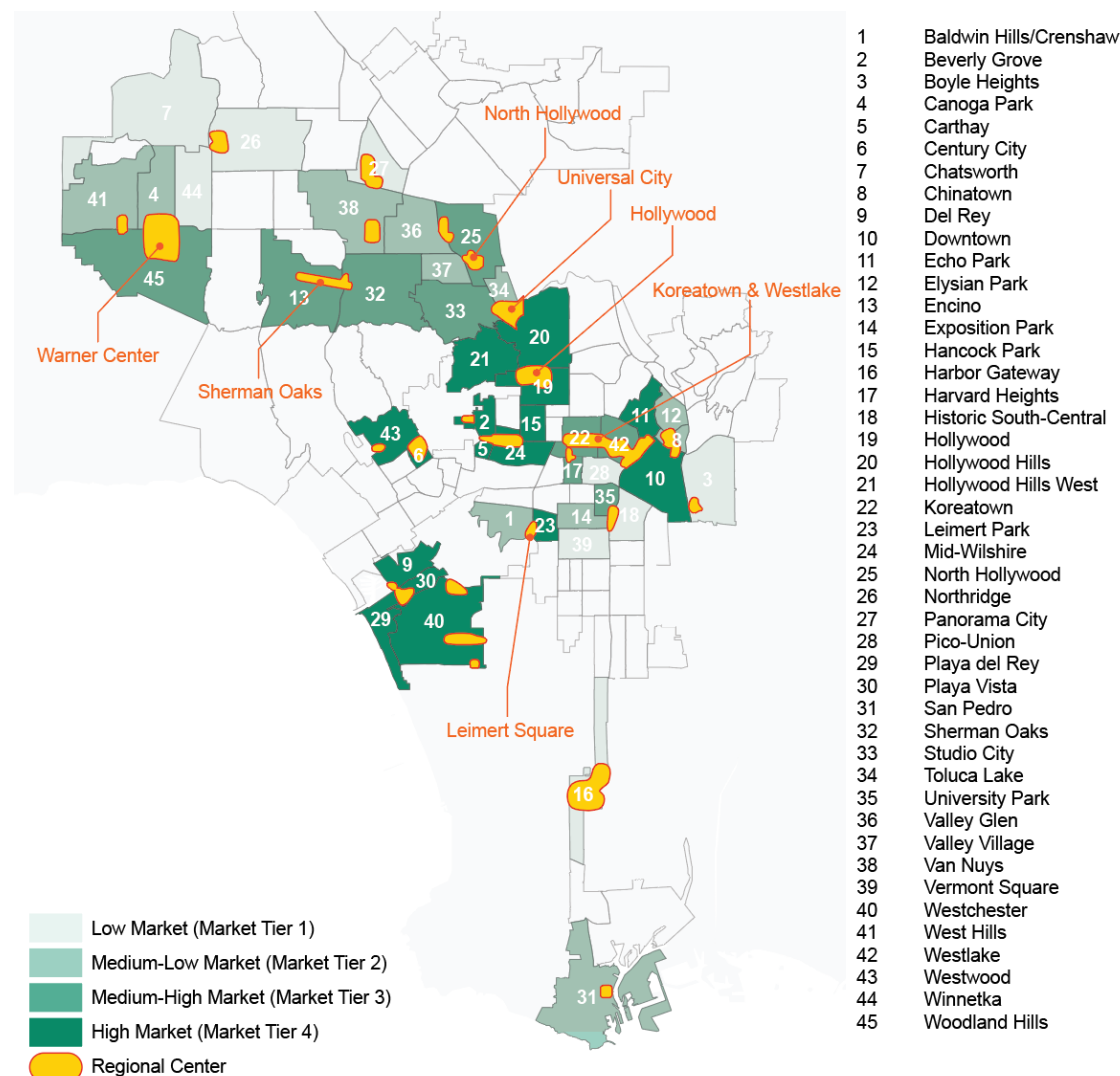 1 Baldwin Hills/Crenshaw
2 Beverly Grove
3 Boyle Heights
4 Canoga Park
5 Carthay
6 Century City
7 Chatsworth
8 Chinatown
9 Del Rey
10 Downtown
11 Echo Park
12 Elysian Park
13 Encino
14 Exposition Park
15 Hancock Park
16 Harbor Gateway
17 Harvard Heights
18 Historic South-Central
19 Hollywood
20 Hollywood Hills
21 Hollywood Hills West
22 Koreatown
23 Leimert Park
24 Mid-Wilshire
25 North Hollywood
26 Northridge
27 Panorama City
28 Pico-Union
29 Playa del Rey
30 Playa Vista
31 San Pedro
32 Sherman Oaks
33 Studio City
34 Toluca Lake
35 University Park
36 Valley Glen
37 Valley Village
38 Van Nuys
39 Vermont Square
40 Westchester
41 West Hills
42 Westlake
43 Westwood
44 Winnetka
45 Woodland Hills
North Hollywood
Universal City
Hollywood
Koreatown & Westlake
Warner Center
Sherman Oaks
Leimert Square
7
26
27
41
4
44
38
36
25
45
13
32
37
34
33
20
21
19
43
6
2
15
5
24
22
42
11
12
8
17
28
10
3
35
1
23
14
18
39
9
30
29
40
16
31
Low Market (Market Tier 1)
Medium-Low Market (Market Tier 2)
Medium-High Market (Market Tier 3)
High Market (Market Tier 4)
Regional Center